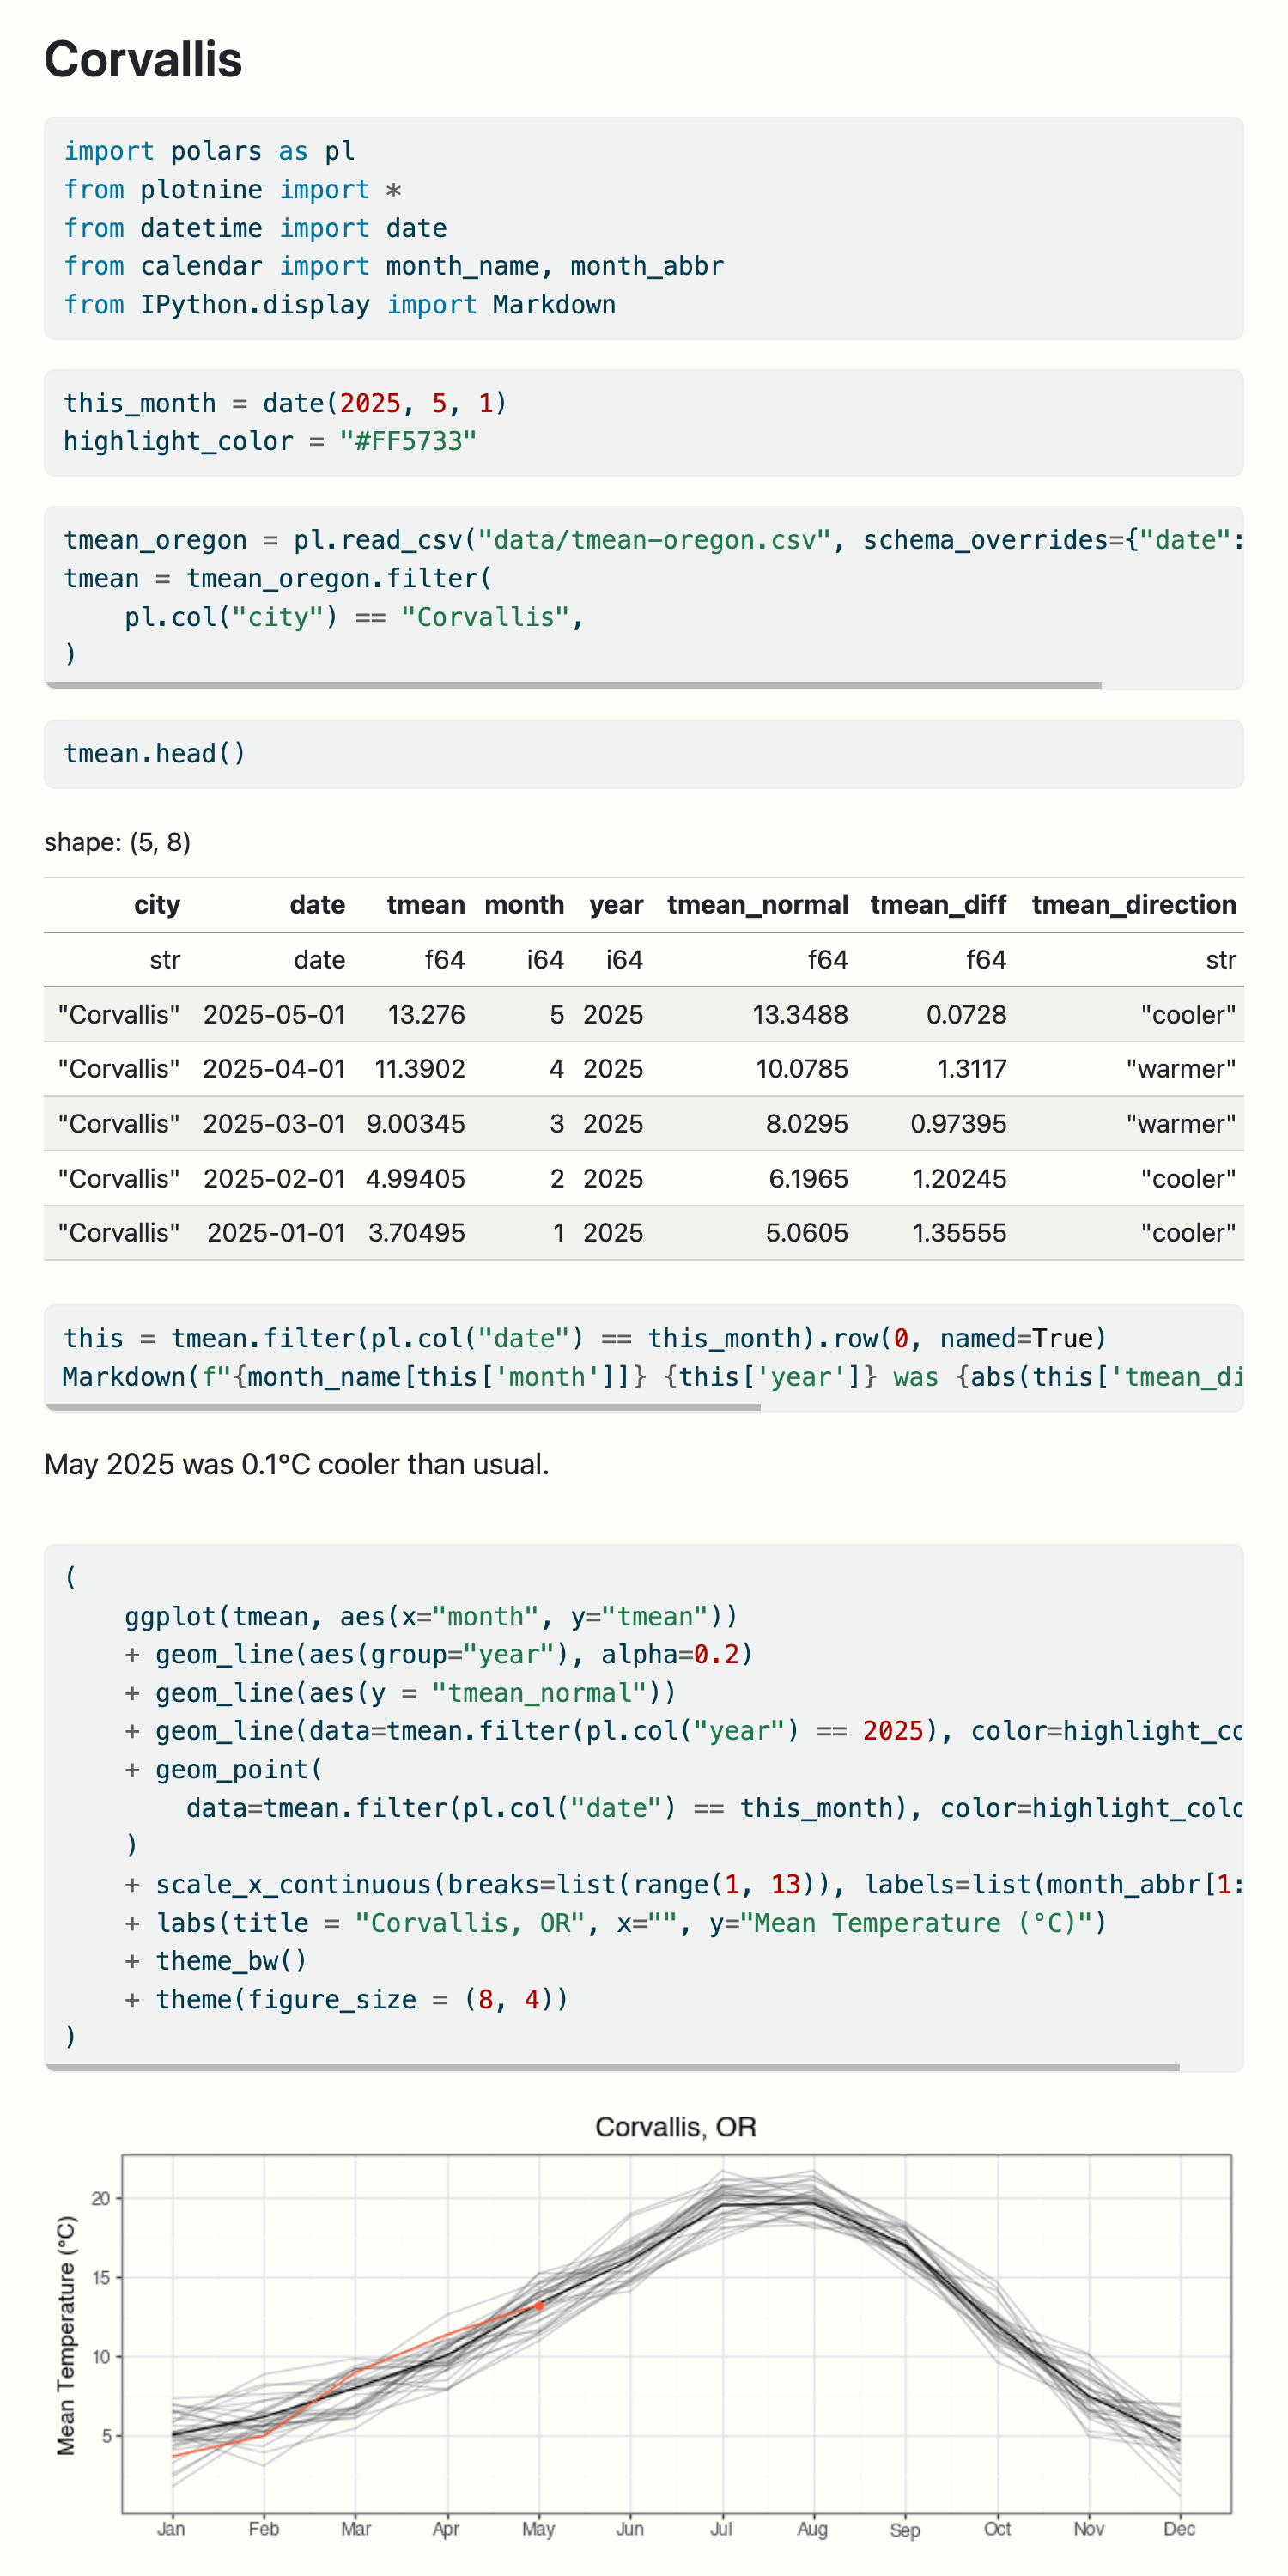 Corvallis
import polars as pl
from plotnine import *
from datetime import date
from calendar import month_name, month_abbr
from IPython.display import Markdown
this_month = date(2025, 5, 1)
highlight_color = "#FF5733"
tmean_oregon = pl.read_csv("data/tmean-oregon.csv", schema_overrides={"date":
tmean = tmean_oregon.filter(
    pl.col("city") == "Corvallis",
)
tmean.head()
shape: (5, 8)
city date tmean month year tmean_normal tmean_diff tmean_direction
str date f64 i64 i64 f64 f64 str
"Corvallis" 2025-05-01 13.276 5 2025 13.3488 0.0728 "cooler"
"Corvallis" 2025-04-01 11.3902 4 2025 10.0785 1.3117 "warmer"
"Corvallis" 2025-03-01 9.00345 3 2025 8.0295 0.97395 "warmer"
"Corvallis" 2025-02-01 4.99405 2 2025 6.1965 1.20245 "cooler"
"Corvallis" 2025-01-01 3.70495 1 2025 5.0605 1.35555 "cooler"
this = tmean.filter(pl.col("date") == this_month).row(0, named=True)
Markdown(f"{month_name[this['month']]} {this['year']} was {abs(this['tmean_di
May 2025 was 0.1°C cooler than usual.
(
    ggplot(tmean, aes(x="month", y="tmean"))
    + geom_line(aes(group="year"), alpha=0.2)
    + geom_line(aes(y = "tmean_normal"))
    + geom_line(data=tmean.filter(pl.col("year") == 2025), color=highlight_co
    + geom_point(
      data=tmean.filter(pl.col("date") == this_month), color=highlight_colo
    )
    + scale_x_continuous(breaks=list(range(1, 13)), labels=list(month_abbr[1:
    + labs(title = "Corvallis, OR", x="", y="Mean Temperature (°C)")
    + theme_bw()
    + theme(figure_size = (8, 4))
)
Corvallis, OR
Mean Temperature (°C)
20
15
10
5
Jan Feb Mar Apr May Jun Jul Aug Sep Oct Nov Dec